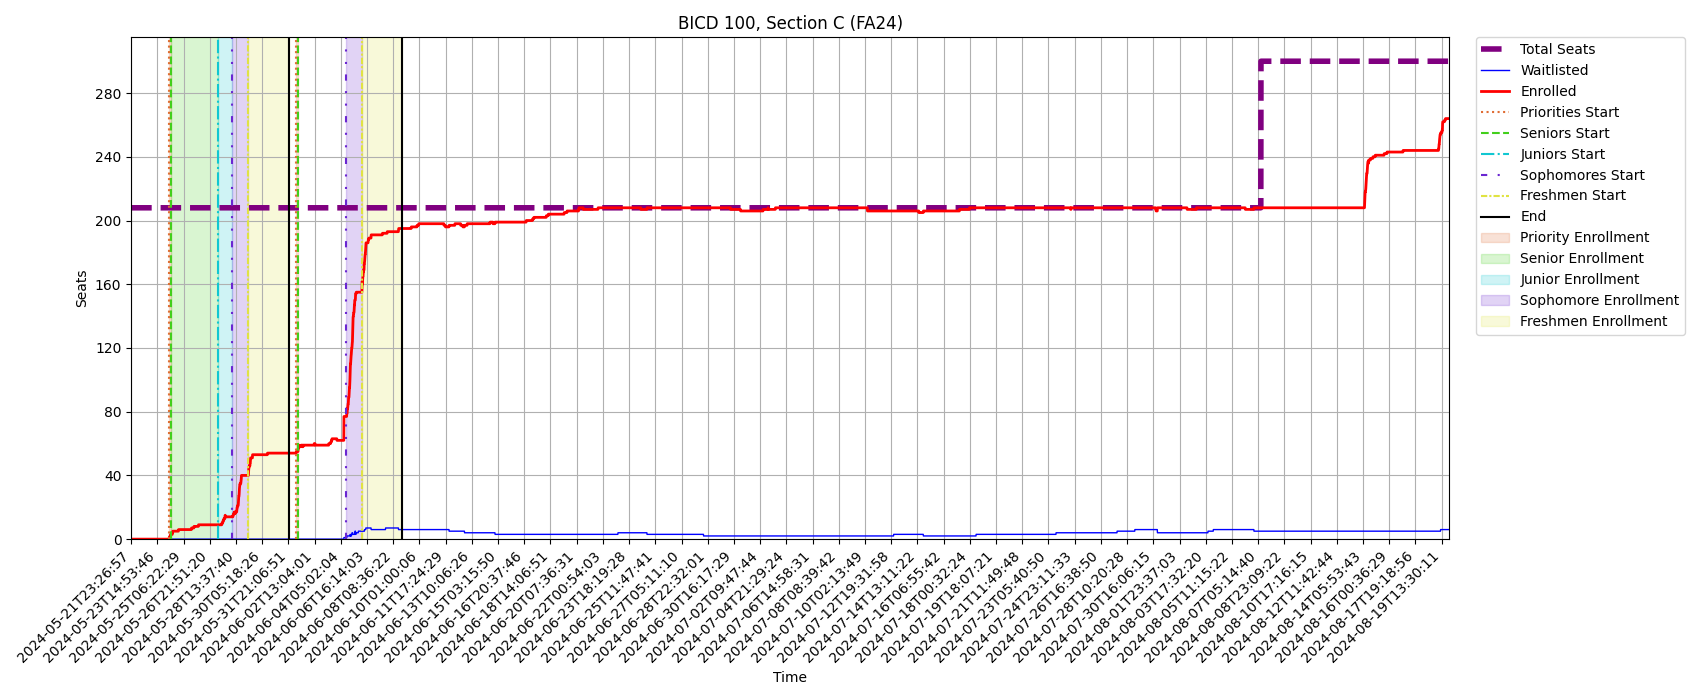 BICD 100, Section C (FA24)
Total Seats
Waitlisted
Enrolled
Priorities Start
Seniors Start
Juniors Start
Sophomores Start
Freshmen Start
End
Priority Enrollment
Senior Enrollment
Junior Enrollment
Sophomore Enrollment
Freshmen Enrollment
Seats
280
240
200
160
120
80
40
0
2024-05-21T23:26:57
2024-05-23T14:53:46
2024-05-25T06:22:29
2024-05-26T21:51:20
2024-05-28T13:37:40
2024-05-30T05:18:26
2024-05-31T21:06:51
2024-06-02T13:04:01
2024-06-04T05:02:04
2024-06-06T16:14:03
2024-06-08T08:36:22
2024-06-10T01:00:06
2024-06-11T17:24:29
2024-06-13T10:06:26
2024-06-15T03:15:50
2024-06-16T20:37:46
2024-06-18T14:06:51
2024-06-20T07:36:31
2024-06-22T00:54:03
2024-06-23T18:19:28
2024-06-25T11:47:41
2024-06-27T05:11:10
2024-06-28T22:32:01
2024-06-30T16:17:29
2024-07-02T09:47:44
2024-07-04T21:29:24
2024-07-06T14:58:31
2024-07-08T08:39:42
2024-07-10T02:13:49
2024-07-12T19:31:58
2024-07-14T13:11:22
2024-07-16T06:55:42
2024-07-18T00:32:24
2024-07-19T18:07:21
2024-07-21T11:49:48
2024-07-23T05:40:50
2024-07-24T23:11:33
2024-07-26T16:38:50
2024-07-28T10:20:28
2024-07-30T16:06:15
2024-08-01T23:37:03
2024-08-03T17:32:20
2024-08-05T11:15:22
2024-08-07T05:14:40
2024-08-08T23:09:22
2024-08-10T17:16:15
2024-08-12T11:42:44
2024-08-14T05:53:43
2024-08-16T00:36:29
2024-08-17T19:18:56
2024-08-19T13:30:11
Time